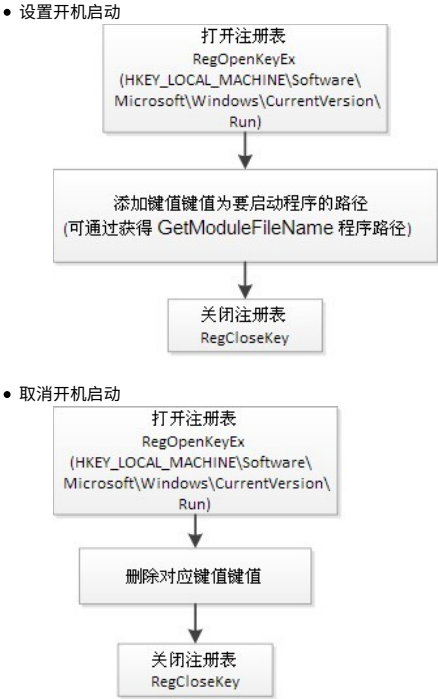 设置开机启动
打开注册表
RegOpenKeyEx
(HKEY_LOCAL_MACHINE\Software\
Microsoft\Windows\CurrentVersion\
Run)
添加键值键值为要启动程序的路径
(可通过获得 GetModuleFileName 程序路径)
关闭注册表
RegCloseKey
取消开机启动
打开注册表
RegOpenKeyEx
(HKEY_LOCAL_MACHINE\Software\
Microsoft\Windows\CurrentVersion\
Run)
删除对应键值键值
关闭注册表
RegCloseKey